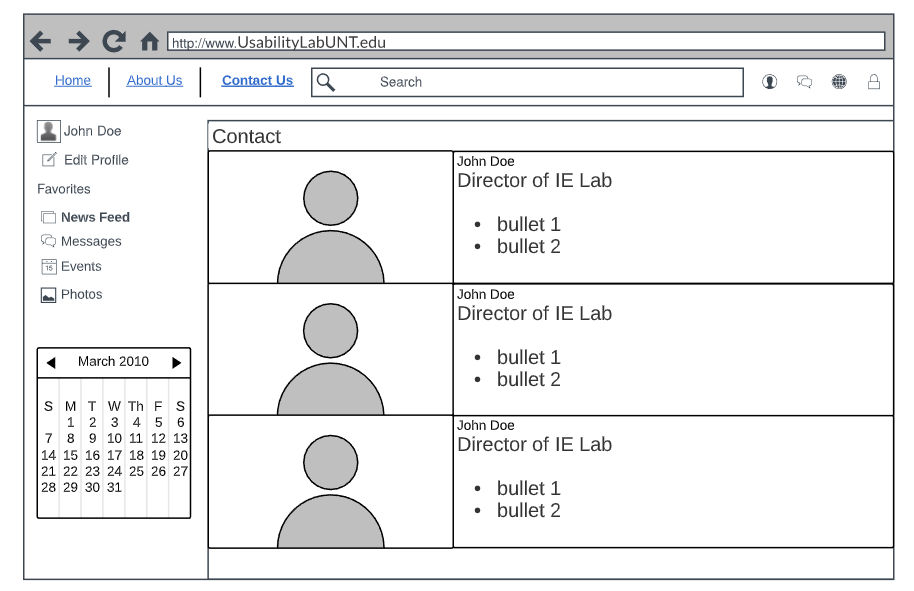 http://www.UsabilityLabUNT.edu
Home About Us Contact Us Search
John Doe
Edit Profile
Favorites
News Feed
Messages
15 Events
Photos
March 2010
S M T W Th F S
1 2 3 4 5 6
7 8 9 10 11 12 13
14 15 16 17 18 19 20
21 22 23 24 25 26 27
28 29 30 31
Contact
John Doe
Director of IE Lab
• bullet 1
• bullet 2
John Doe
Director of IE Lab
• bullet 1
• bullet 2
John Doe
Director of IE Lab
• bullet 1
• bullet 2